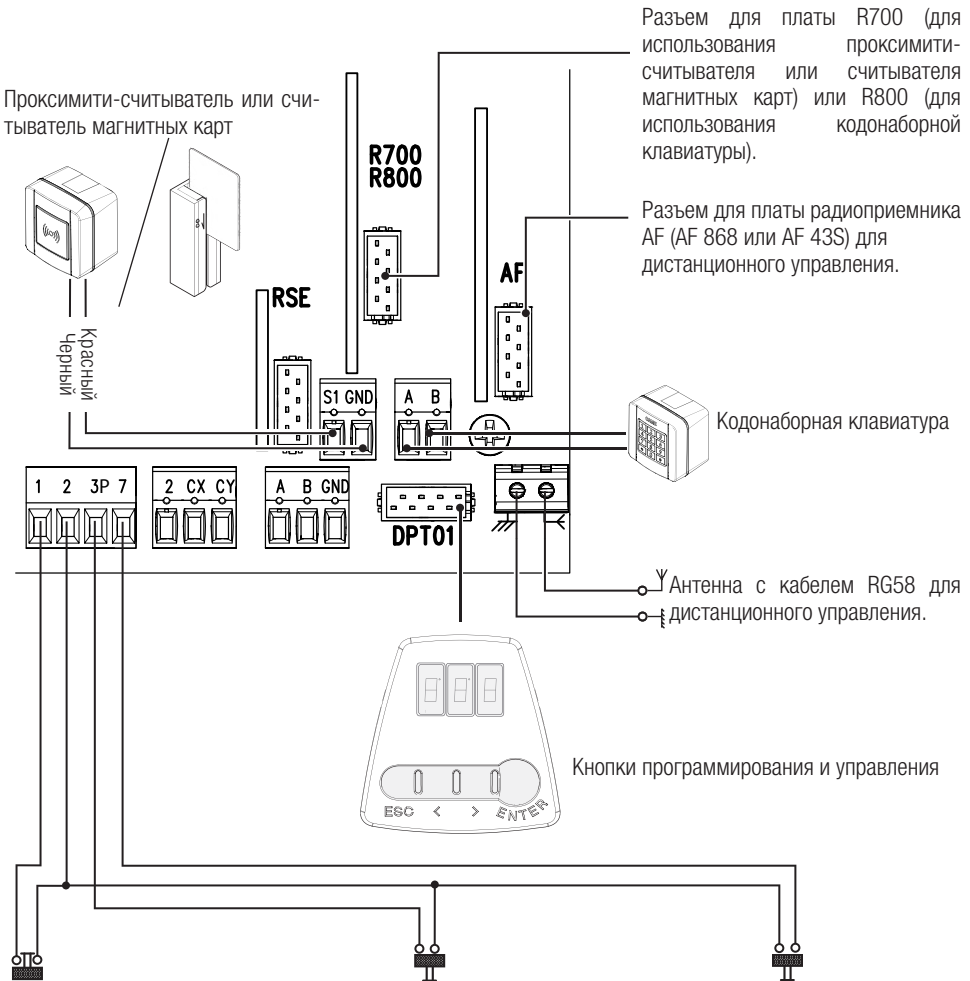 Разъем для платы R700 (для
использования проксимити-
считывателя или считывателя
магнитных карт) или R800 (для
использования кодонаборной
клавиатуры).
Проксимити-считыватель или счи-
тыватель магнитных карт
R700
R800
Разъем для платы радиоприемника
AF (AF 868 или AF 43S) для
дистанционного управления.
AF
RSE
Красный
Черный
S1 GND
A B
Кодонаборная клавиатура
1 2 3P 7
2 CX CY
A B GND
DPT01
Антенна с кабелем RG58 для
дистанционного управления.
Кнопки программирования и управления
ESC < > ENTER